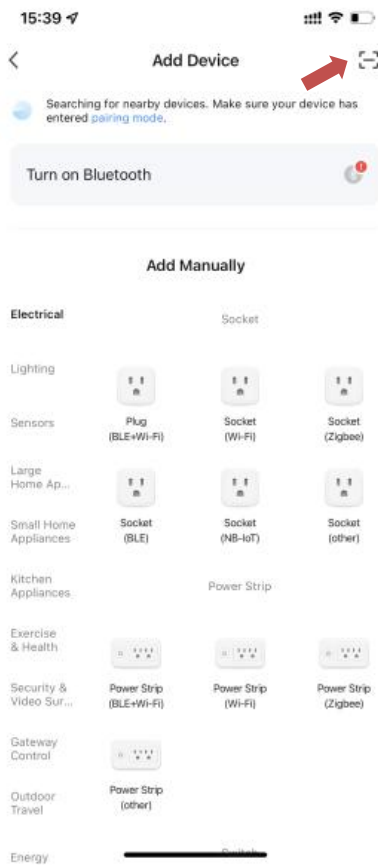 15:39
Add Device
Searching for nearby devices. Make sure your device has
entered pairing mode.
Turn on Bluetooth
Add Manually
Electrical
Socket
Lighting
Sensors
Plug
(BLE+Wi-Fi)
Socket
(Wi-Fi)
Socket
(Zigbee)
Large
Home Ap...
Small Home
Appliances
Socket
(BLE)
Socket
(NB-IoT)
Socket
(other)
Kitchen
Appliances
Power Strip
Exercise
& Health
Security &
Video Sur...
Power Strip
(BLE+Wi-Fi)
Power Strip
(Wi-Fi)
Power Strip
(Zigbee)
Gateway
Control
Outdoor
Travel
Power Strip
(other)
Energy
Switch